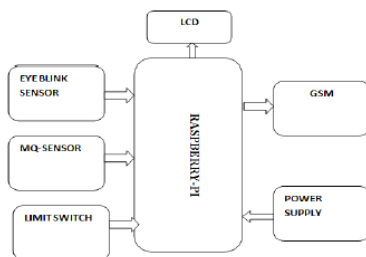 LCD
EYEBLINK
SENSOR
GSM
RASPBERRY-PI
MQ-SENSOR
LIMIT SWITCH
POWER
SUPPLY